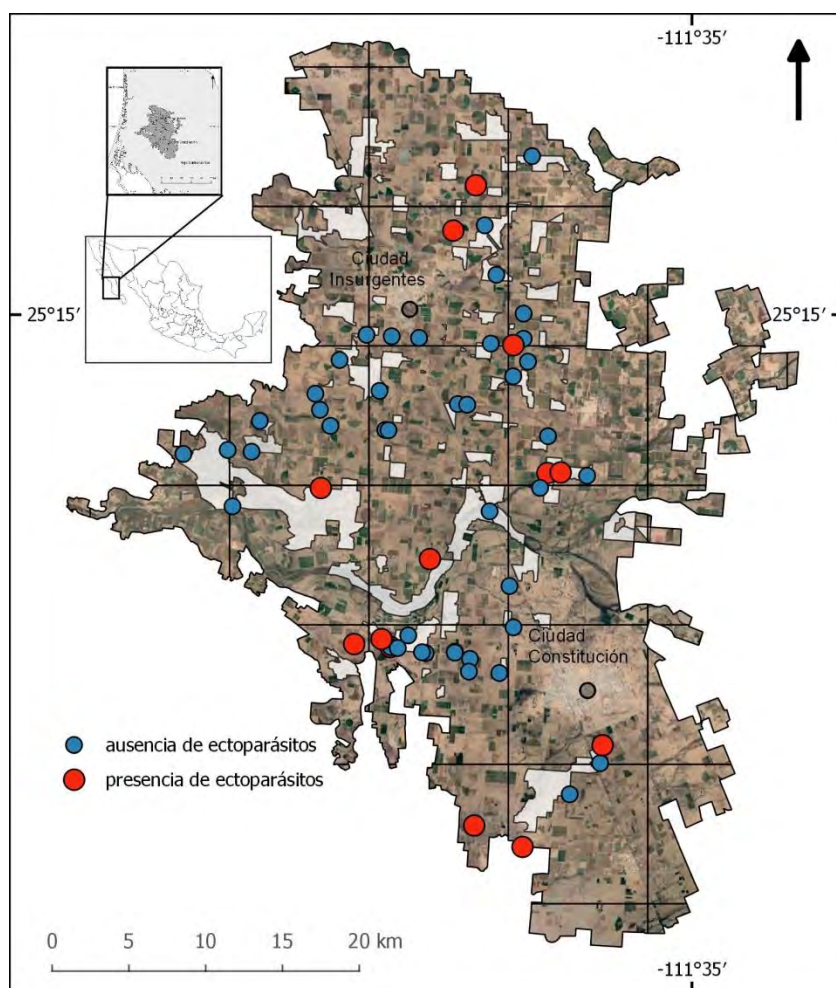 -111°35'
Ciudad
Insurgentes
25°15'
25°15'
Ciudad
Constitución
ausencia de ectoparásitos
presencia de ectoparásitos
0 5 10 15 20 km
-111°35'